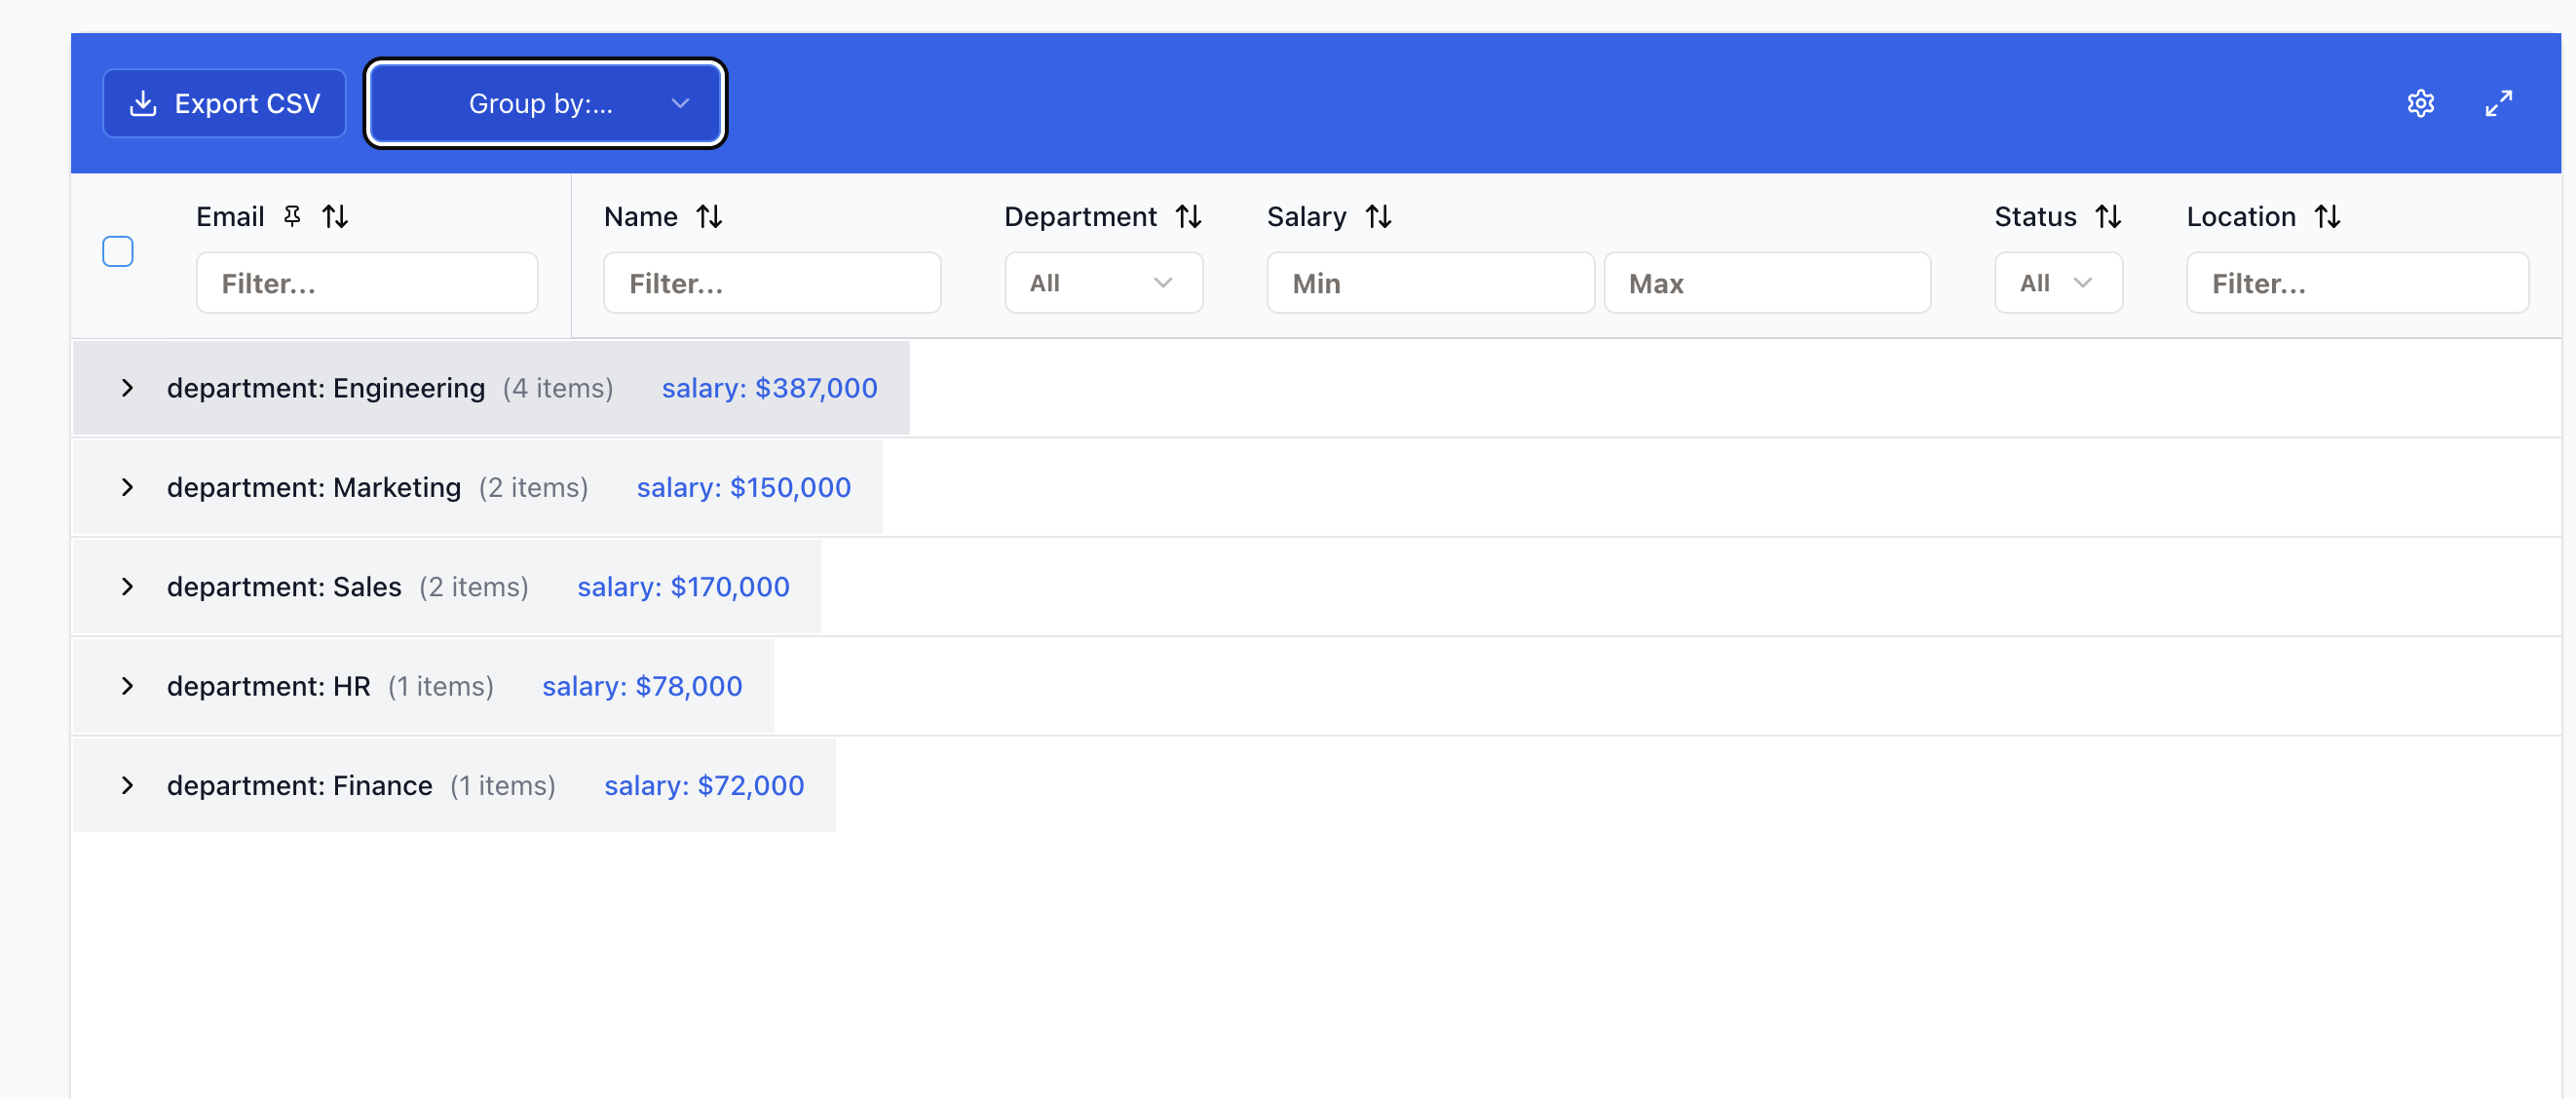 Export CSV Group by:...
Email Name Department Salary Status Location
Filter... Filter... All Min Max All Filter...
department: Engineering (4 items) salary: $387,000
department: Marketing (2 items) salary: $150,000
department: Sales (2 items) salary: $170,000
department: HR (1 items) salary: $78,000
department: Finance (1 items) salary: $72,000